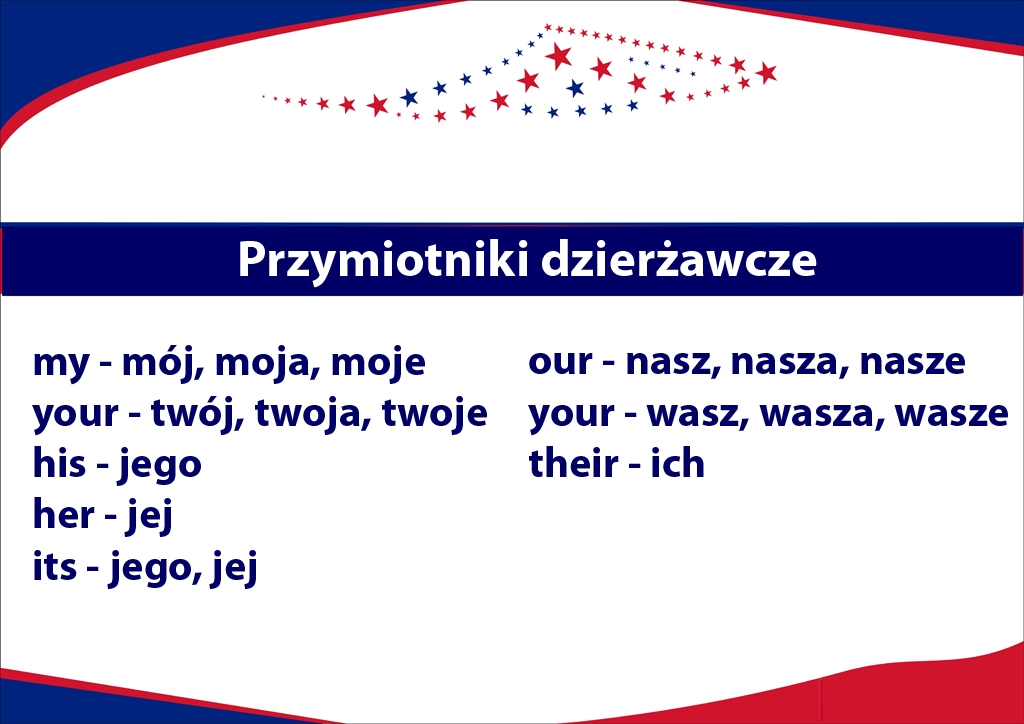 Przymiotniki dzierżawcze
my - mój, moja, moje
your - twój, twoja, twoje
his - jego
her - jej
its - jego, jej
our - nasz, nasza, nasze
your - wasz, wasza, wasze
their - ich